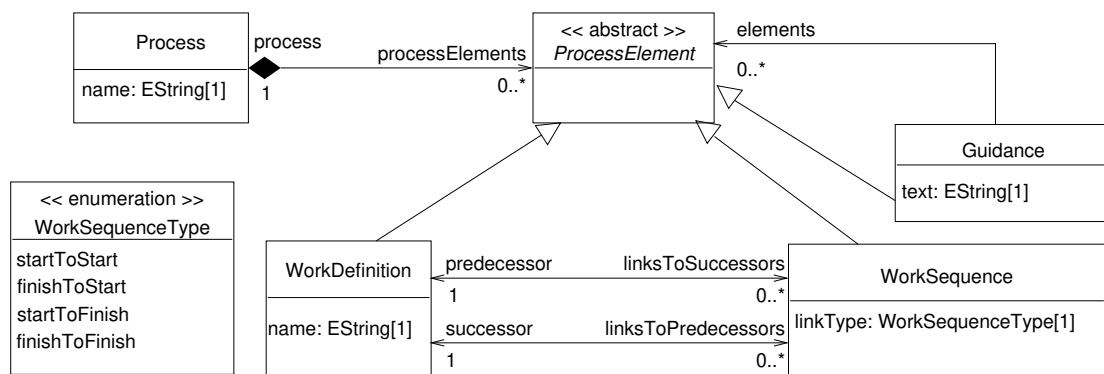 Process
name: EString[1]
process
1
processElements
0..*
<< abstract >>
ProcessElement
elements
0..*
Guidance
text: EString[1]
<< enumeration >>
WorkSequenceType
startToStart
finishToStart
startToFinish
finishToFinish
WorkDefinition
name: EString[1]
predecessor
1
linksToSuccessors
0..*
successor
1
linksToPredecessors
0..*
WorkSequence
linkType: WorkSequenceType[1]